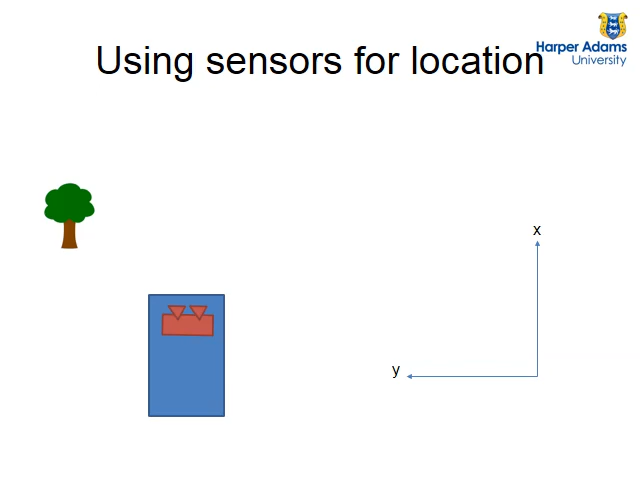 Using sensors for location
Harper Adams
University
x
y